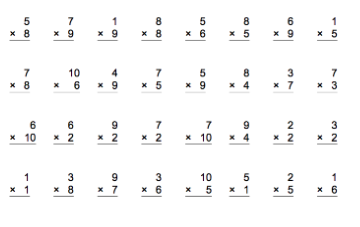 5 7 1 8 5 8 6 1
× 8 × 9 × 9 × 8 × 6 × 5 × 9 × 5
7 10 4 7 5 8 3 7
× 8 × 6 × 9 × 5 × 9 × 4 × 7 × 3
6 6 9 7 7 9 2 3
× 10 × 2 × 2 × 2 × 10 × 4 × 2 × 2
1 3 9 3 10 5 2 1
× 1 × 8 × 7 × 6 × 5 × 1 × 5 × 6